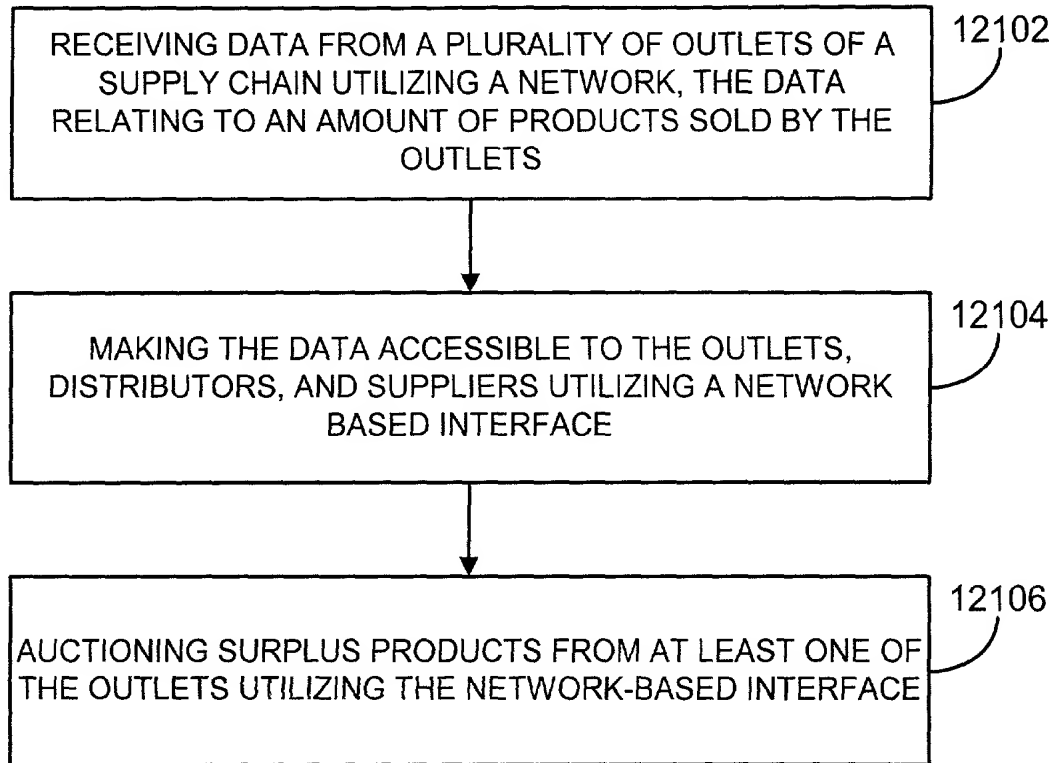 RECEIVING DATA FROM A PLURALITY OF OUTLETS OF A
SUPPLY CHAIN UTILIZING A NETWORK, THE DATA
RELATING TO AN AMOUNT OF PRODUCTS SOLD BY THE
OUTLETS
12102
MAKING THE DATA ACCESSIBLE TO THE OUTLETS,
DISTRIBUTORS, AND SUPPLIERS UTILIZING A NETWORK
BASED INTERFACE
12104
AUCTIONING SURPLUS PRODUCTS FROM AT LEAST ONE OF
THE OUTLETS UTILIZING THE NETWORK-BASED INTERFACE
12106